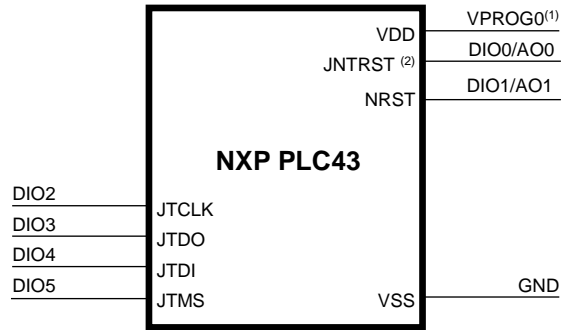 VDD VPROG0(1)
JNTRST (2) DIO0/AO0
NRST DIO1/AO1
NXP PLC43
DIO2 JTCLK
DIO3 JTDO
DIO4 JTDI
DIO5 JTMS
VSS GND